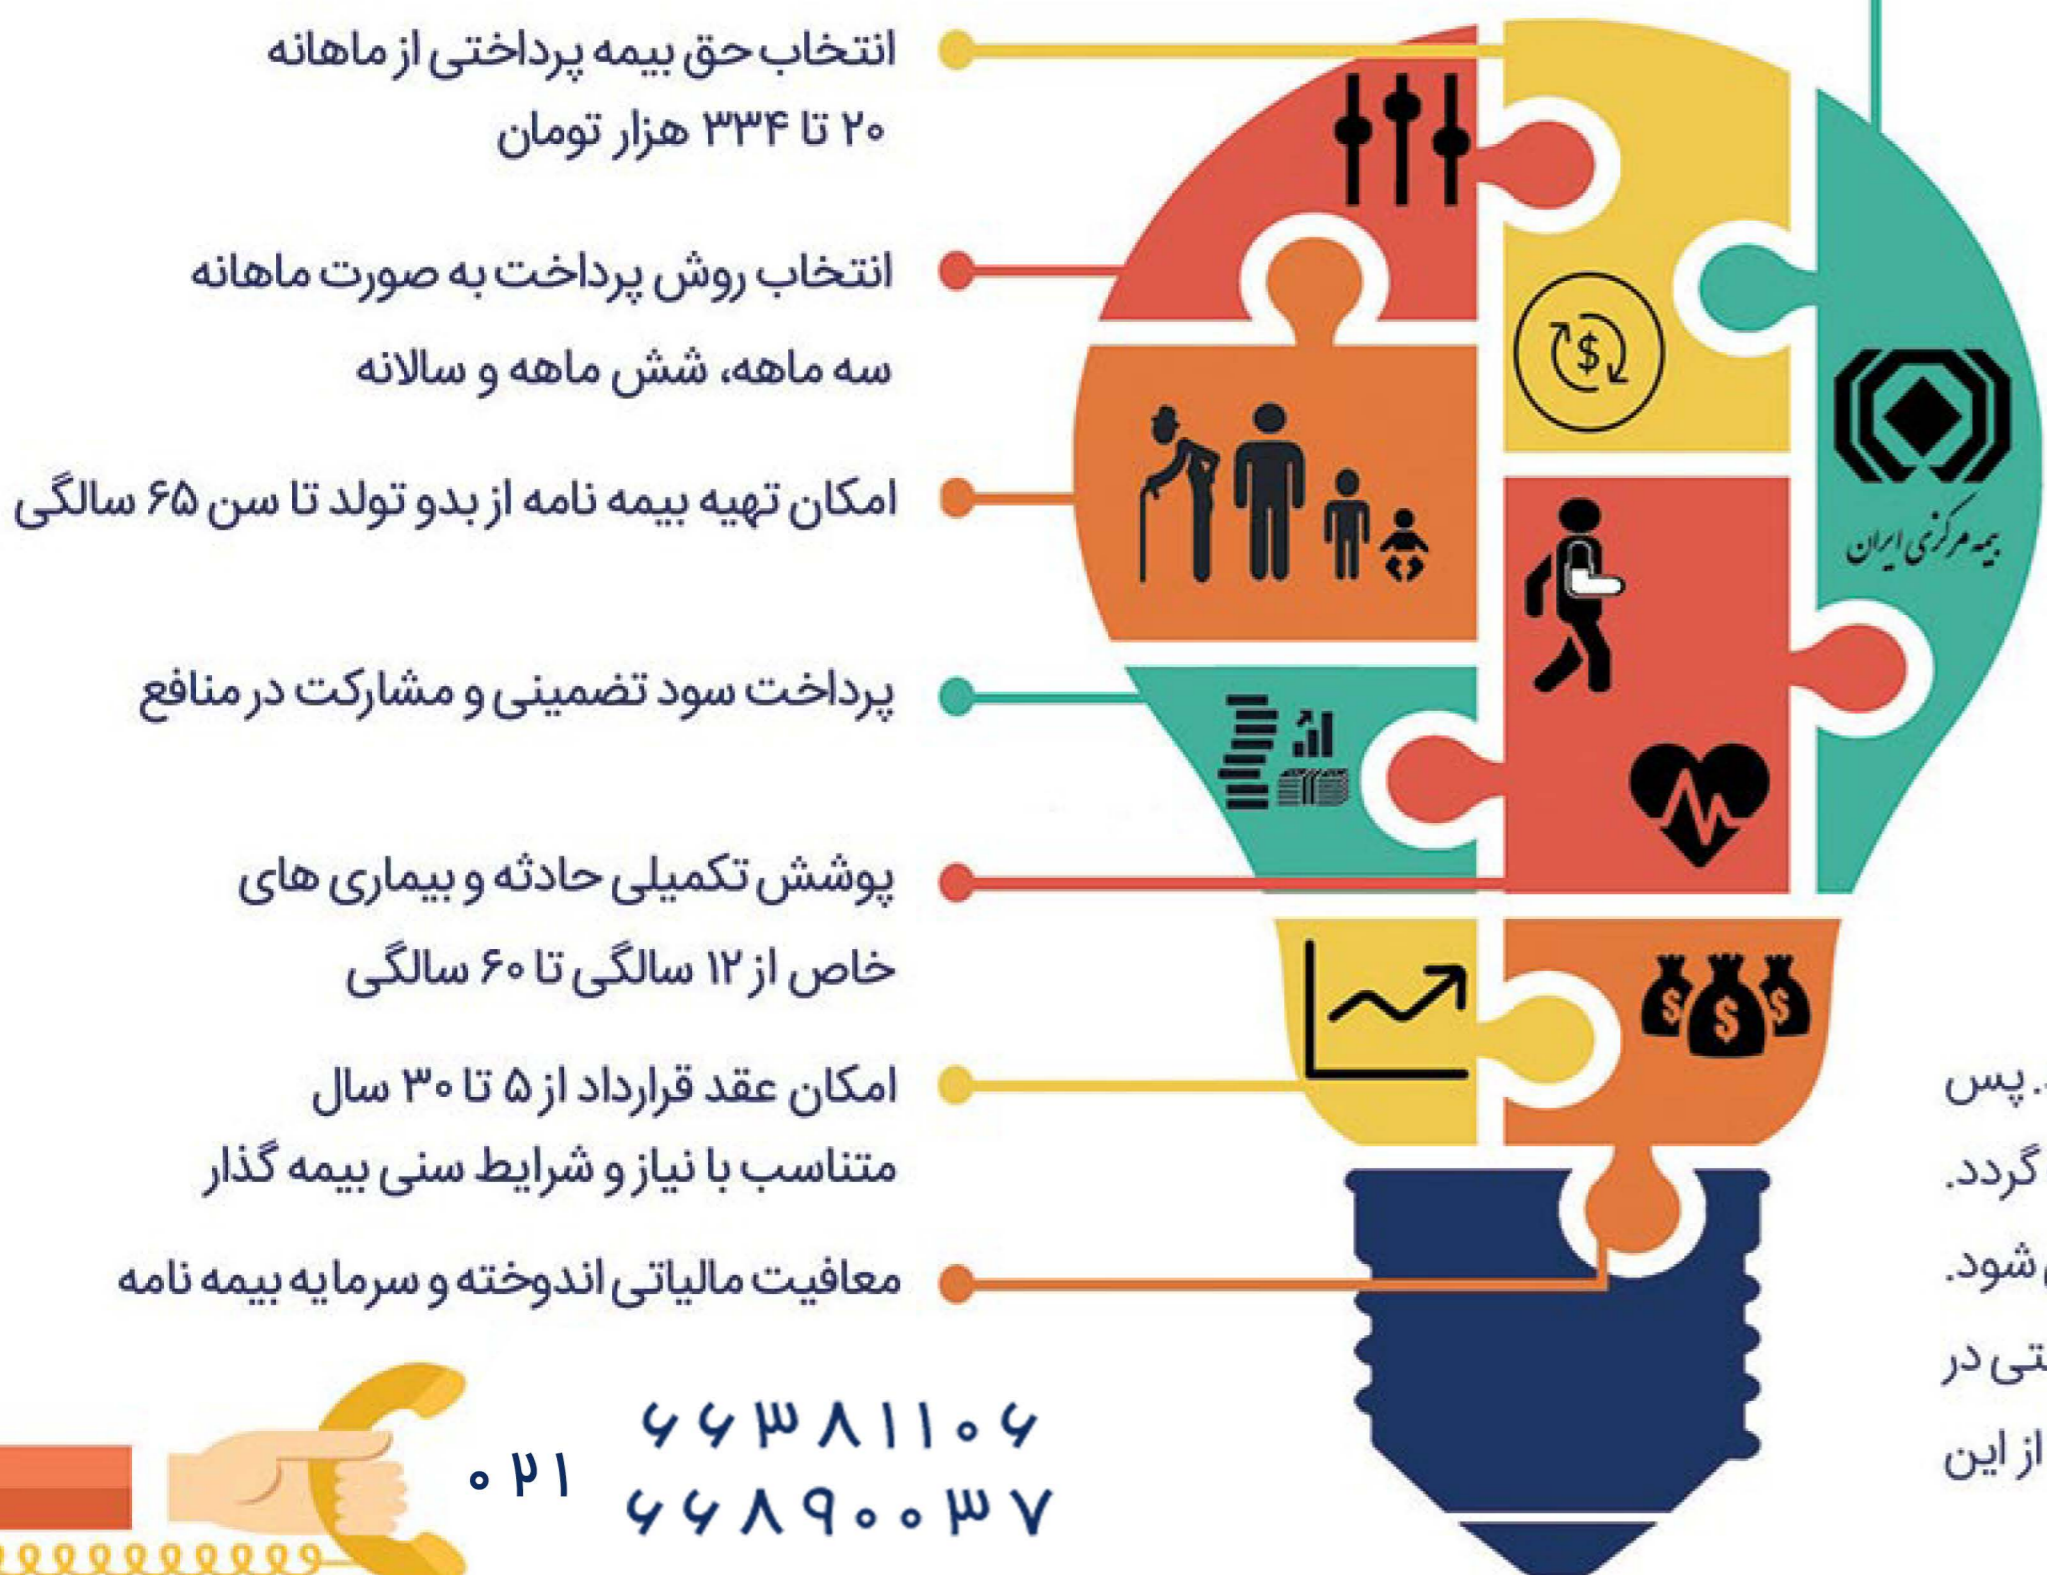 انتخاب حق بیمه پرداختی از ماهانه
۲۰ تا ۳۳۴ هزار تومان
انتخاب روش پرداخت به صورت ماهانه
سه ماهه، شش ماهه و سالانه
امکان تهیه بیمه نامه از بدو تولد تا سن ۶۵ سالگی
پرداخت سود تضمینی و مشارکت در منافع
پوشش تکمیلی حادثه و بیماری های
خاص از ۱۲ سالگی تا ۶۰ سالگی
امکان عقد قرارداد از ۵ تا ۳۰ سال
متناسب با نیاز و شرایط سنی بیمه گذار
معافیت مالیاتی اندوخته و سرمایه بیمه نامه
۰۲۱
۶۶۳۸۱۱۰۶
۶۶۸۹۰۰۳۷
بیمه مرکزی ایران
پس
گردد.
شود.
در
از این